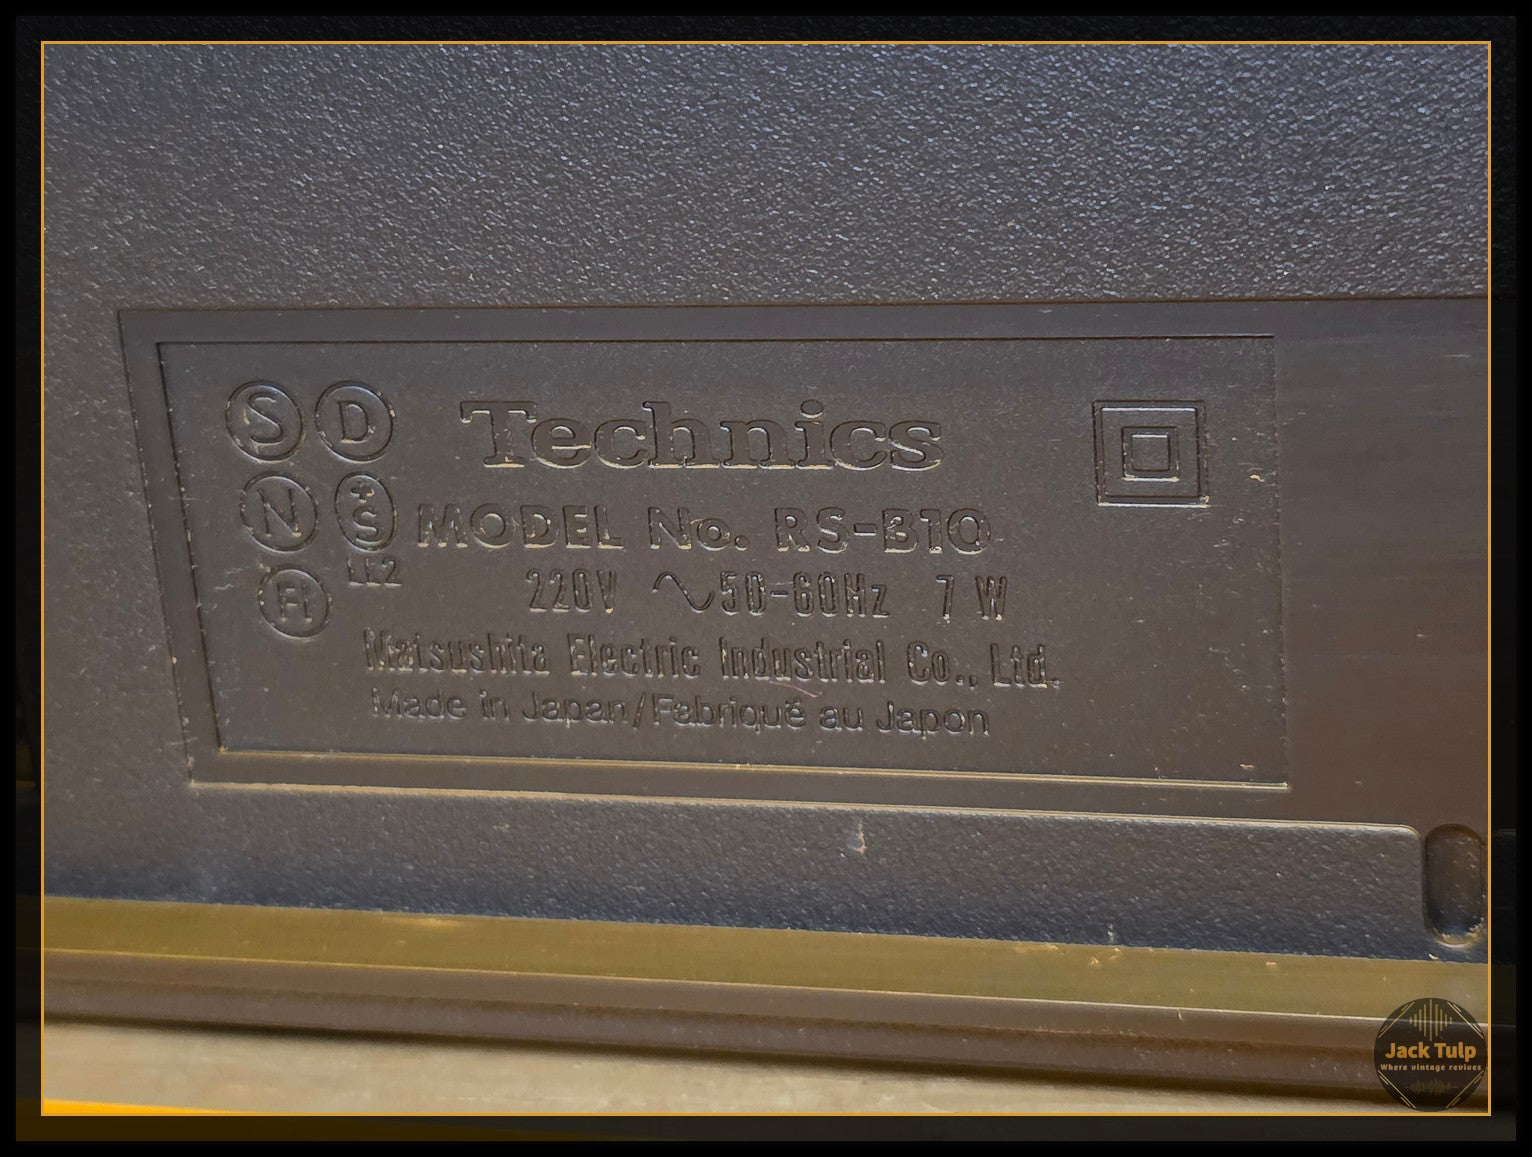 S D
Technics
N +S
MODEL No. RS-B10
FI
220V ~ 50-60Hz 7 W
Matsushita Electric Industrial Co., Ltd.
Made in Japan/Fabriqué au Japon
Jack Tulp
Where vintage revives